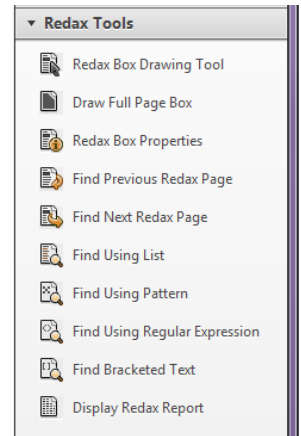 Redax Tools
Redax Box Drawing Tool
Draw Full Page Box
Redax Box Properties
Find Previous Redax Page
Find Next Redax Page
Find Using List
Find Using Pattern
Find Using Regular Expression
Find Bracketed Text
Display Redax Report